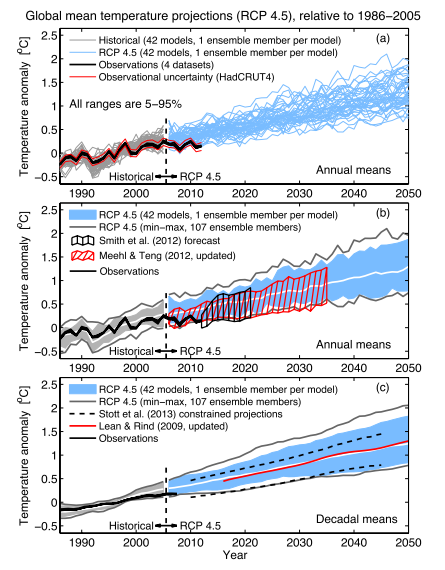 Global mean temperature projections (RCP 4.5), relative to 1986−2005
Temperature anomaly [°C]
Historical (42 models, 1 ensemble member per model)
RCP 4.5 (42 models, 1 ensemble member per model)
Observations (4 datasets)
Observational uncertainty (HadCRUT4)
(a)
All ranges are 5−95%
Historical
RCP 4.5
Annual means
3
2.5
2
1.5
1
0.5
0
−0.5
1990 2000 2010 2020 2030 2040 2050
Temperature anomaly [°C]
RCP 4.5 (42 models, 1 ensemble member per model)
RCP 4.5 (min−max, 107 ensemble members)
Smith et al. (2012) forecast
Meehl & Teng (2012, updated)
Observations
(b)
Historical
RCP 4.5
Annual means
3
2.5
2
1.5
1
0.5
0
−0.5
1990 2000 2010 2020 2030 2040 2050
Temperature anomaly [°C]
RCP 4.5 (42 models, 1 ensemble member per model)
RCP 4.5 (min−max, 107 ensemble members)
Stott et al. (2013) constrained projections
Lean & Rind (2009, updated)
Observations
(c)
Historical
RCP 4.5
Decadal means
3
2.5
2
1.5
1
0.5
0
−0.5
1990 2000 2010 2020 2030 2040 2050
Year